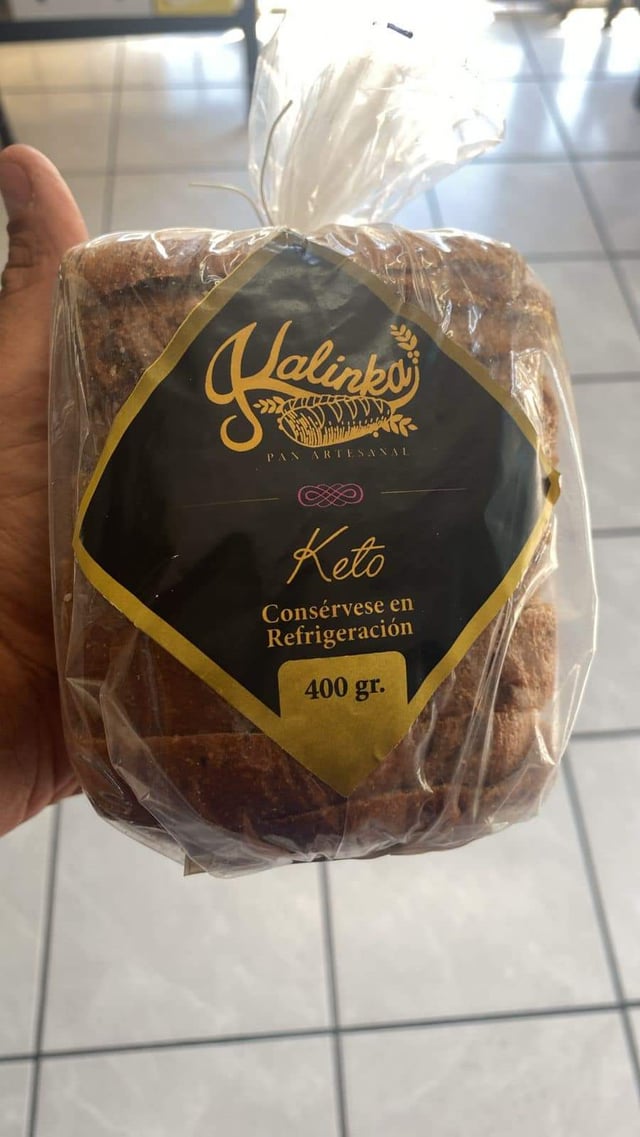 Kalinka
PAN ARTESANAL
Keto
Consérvese en
Refrigeración
400 gr.